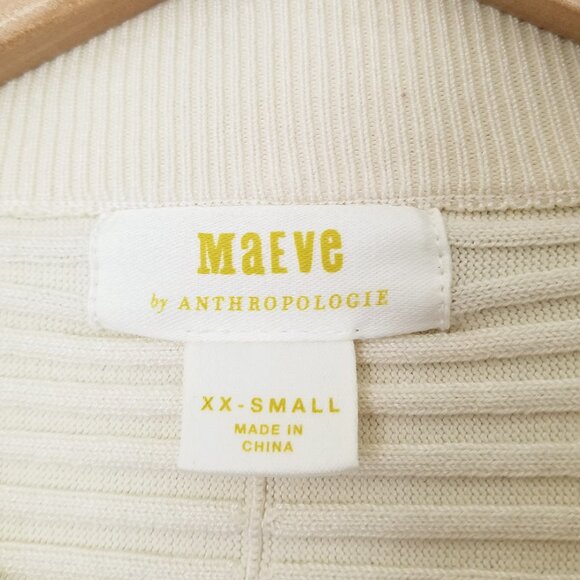 MaEve
by ANTHROPOLOGIE
XX-SMALL
MADE IN
CHINA